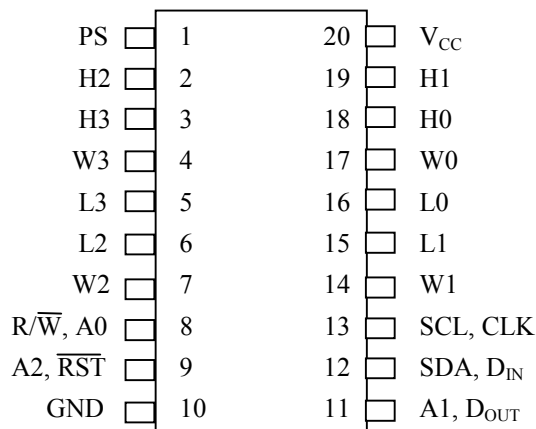 PS 1 20 V_CC
H2 2 19 H1
H3 3 18 H0
W3 4 17 W0
L3 5 16 L0
L2 6 15 L1
W2 7 14 W1
R/W̅, A0 8 13 SCL, CLK
A2, R̅S̅T̅ 9 12 SDA, D_IN
GND 10 11 A1, D_OUT